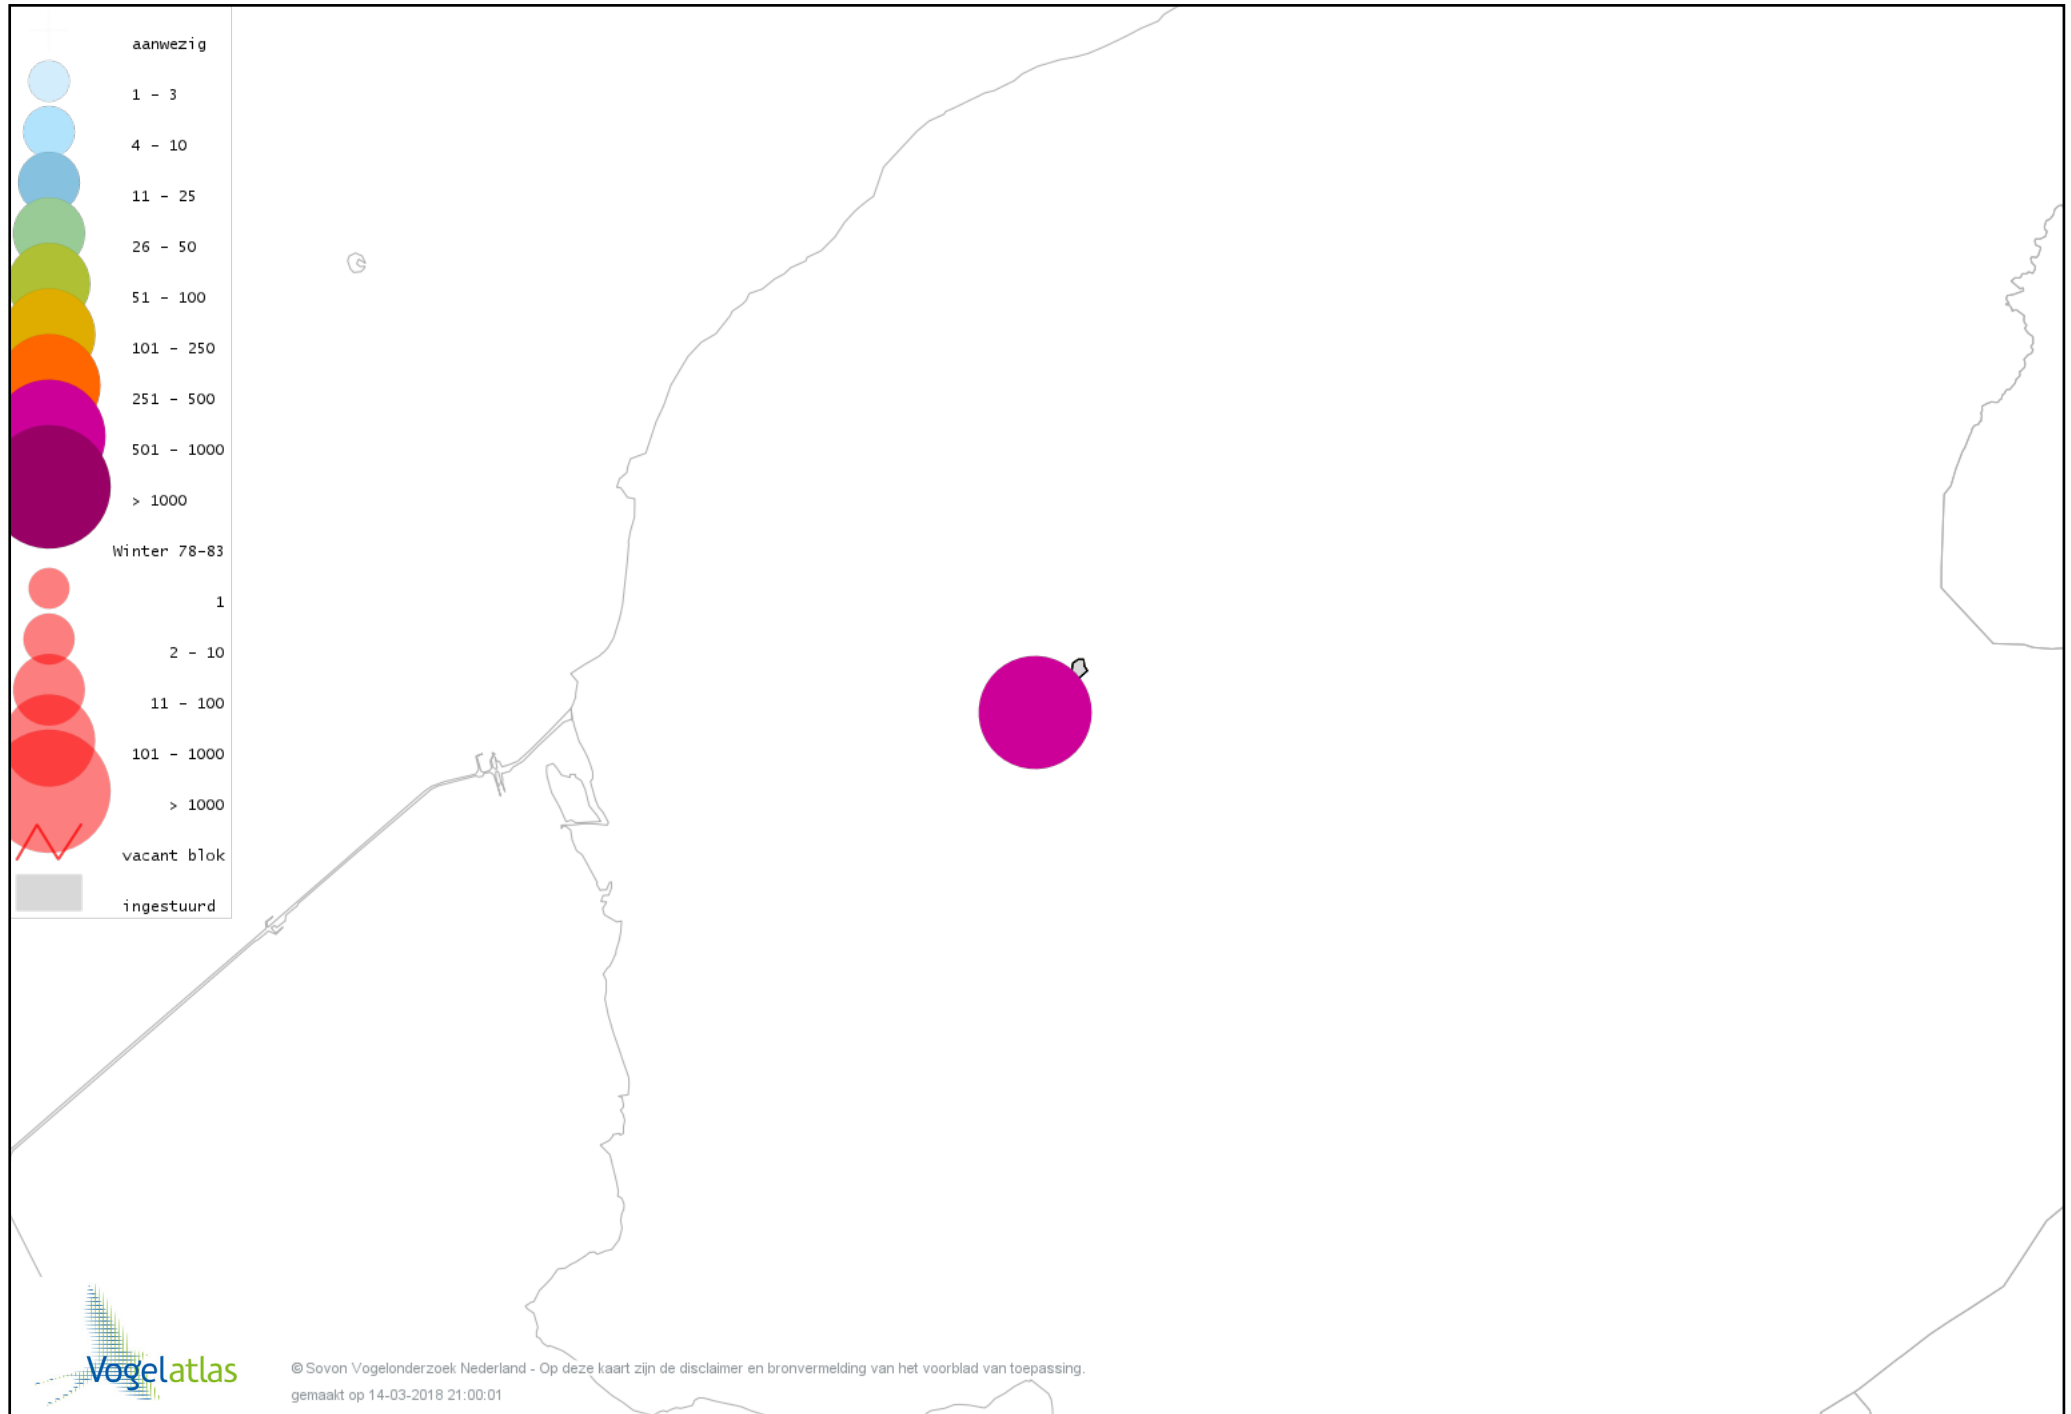 aanwezig
1 - 3
4 - 10
11 - 25
26 - 50
51 - 100
101 - 250
251 - 500
501 - 1000
> 1000
Winter 78-83
1
2 - 10
11 - 100
101 - 1000
> 1000
vacant blok
ingestuurd
Vogelatlas
© Sovon Vogelonderzoek Nederland - Op deze kaart zijn de disclaimer en bronvermelding van het voorblad van toepassing.
gemaakt op 14-03-2018 21:00:01